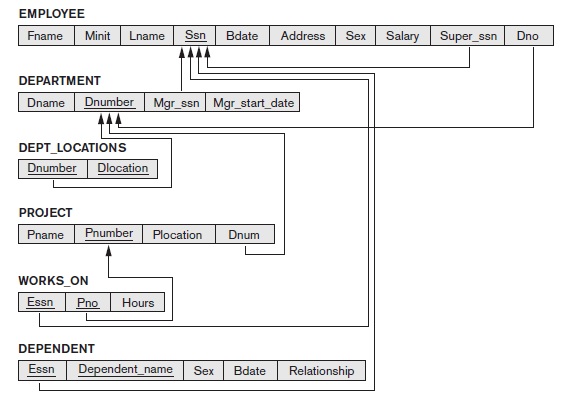 EMPLOYEE
Fname Minit Lname Ssn Bdate Address Sex Salary Super_ssn Dno
DEPARTMENT
Dname Dnumber Mgr_ssn Mgr_start_date
DEPT_LOCATIONS
Dnumber Dlocation
PROJECT
Pname Pnumber Plocation Dnum
WORKS_ON
Essn Pno Hours
DEPENDENT
Essn Dependent_name Sex Bdate Relationship